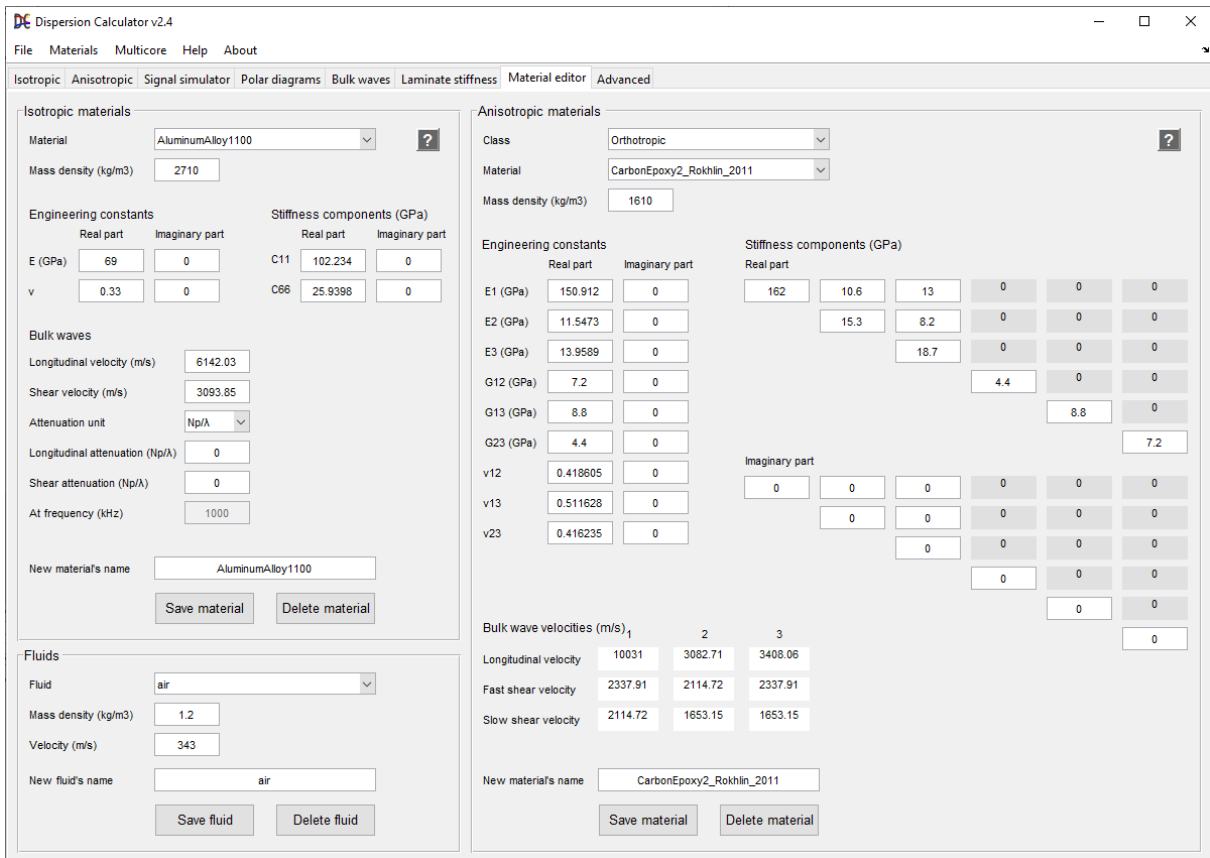 Dispersion Calculator v2.4
File Materials Multicore Help About
Isotropic Anisotropic Signal simulator Polar diagrams Bulk waves Laminate stiffness Material editor Advanced
Isotropic materials
Material AluminumAlloy1100 ?
Mass density (kg/m3) 2710
Engineering constants Stiffness components (GPa)
Real part Imaginary part Real part Imaginary part
E (GPa) 69 0 C11 102.234 0
v 0.33 0 C66 25.9398 0
Bulk waves
Longitudinal velocity (m/s) 6142.03
Shear velocity (m/s) 3093.85
Attenuation unit Np/λ
Longitudinal attenuation (Np/λ) 0
Shear attenuation (Np/λ) 0
At frequency (kHz) 1000
New material's name AluminumAlloy1100
Save material Delete material
Fluids
Fluid air
Mass density (kg/m3) 1.2
Velocity (m/s) 343
New fluid's name air
Save fluid Delete fluid
Anisotropic materials
Class Orthotropic ?
Material CarbonEpoxy2_Rokhlin_2011
Mass density (kg/m3) 1610
Engineering constants Stiffness components (GPa)
Real part Imaginary part Real part
E1 (GPa) 150.912 0 162 10.6 13 0 0 0
E2 (GPa) 11.5473 0 15.3 8.2 0 0 0
E3 (GPa) 13.9589 0 18.7 0 0 0
G12 (GPa) 7.2 0 4.4 0 0
G13 (GPa) 8.8 0 8.8 0
G23 (GPa) 4.4 0 7.2
Imaginary part
v12 0.418605 0 0 0 0 0 0 0
v13 0.511628 0 0 0 0 0 0
v23 0.416235 0 0 0 0 0
0 0 0
0 0
0
Bulk wave velocities (m/s) 1 2 3
Longitudinal velocity 10031 3082.71 3408.06
Fast shear velocity 2337.91 2114.72 2337.91
Slow shear velocity 2114.72 1653.15 1653.15
New material's name CarbonEpoxy2_Rokhlin_2011
Save material Delete material